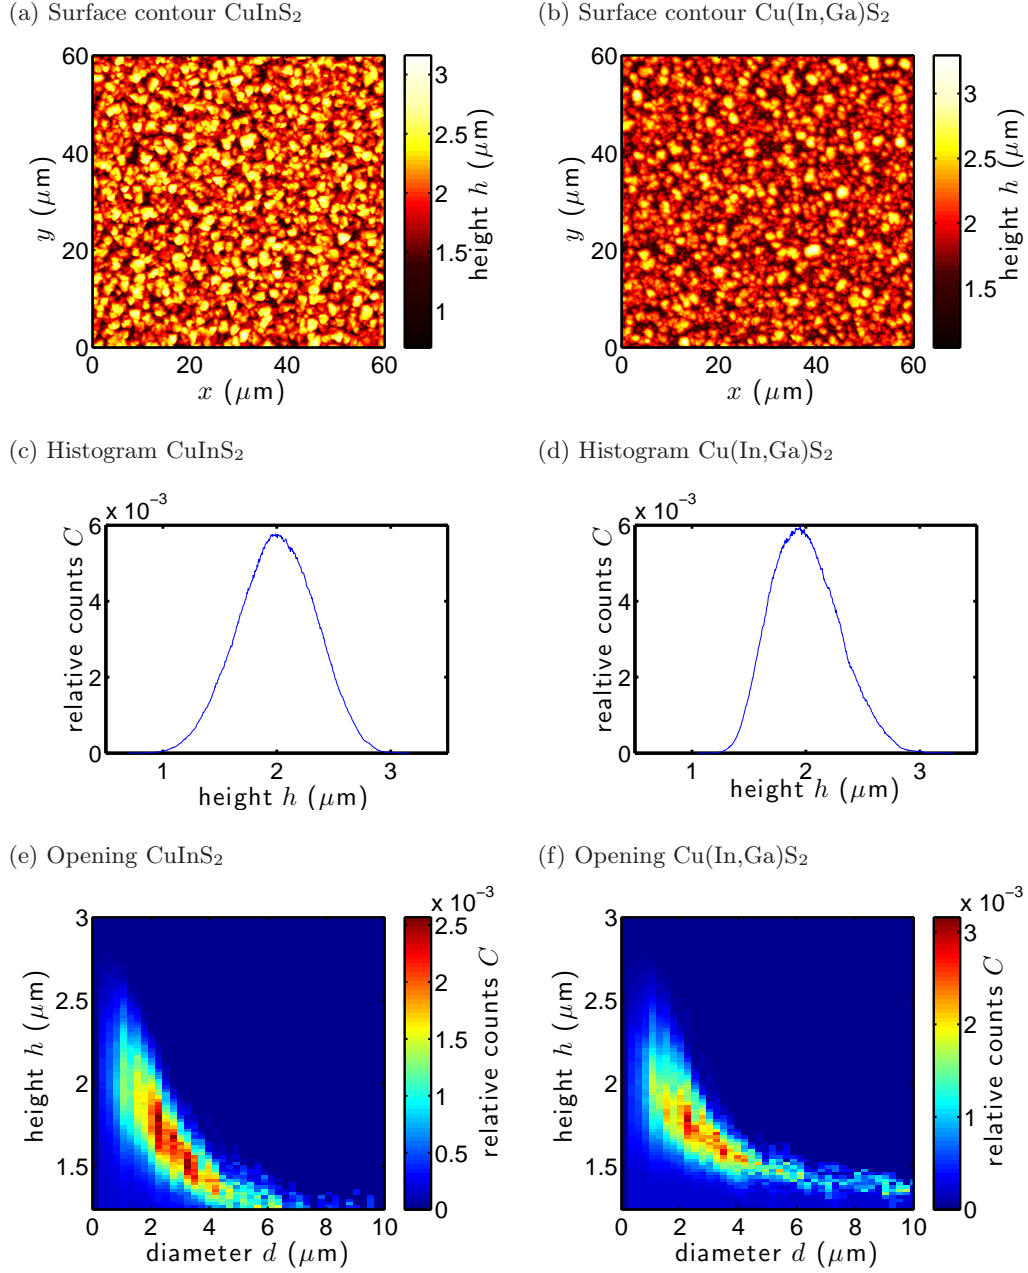 (a) Surface contour CuInS₂
(b) Surface contour Cu(In,Ga)S₂
60
40
20
0
y (μm)
0 20 40 60
x (μm)
3
2.5
2
1.5
1
height h (μm)
60
40
20
0
y (μm)
0 20 40 60
x (μm)
3
2.5
2
1.5
height h (μm)
(c) Histogram CuInS₂
(d) Histogram Cu(In,Ga)S₂
x 10⁻³
6
4
2
0
relative counts C
1 2 3
height h (μm)
x 10⁻³
6
4
2
0
realtive counts C
1 2 3
height h (μm)
(e) Opening CuInS₂
(f) Opening Cu(In,Ga)S₂
3
2.5
2
1.5
height h (μm)
0 2 4 6 8 10
diameter d (μm)
x 10⁻³
2.5
2
1.5
1
0.5
0
relative counts C
3
2.5
2
1.5
height h (μm)
0 2 4 6 8 10
diameter d (μm)
x 10⁻³
3
2
1
0
relative counts C